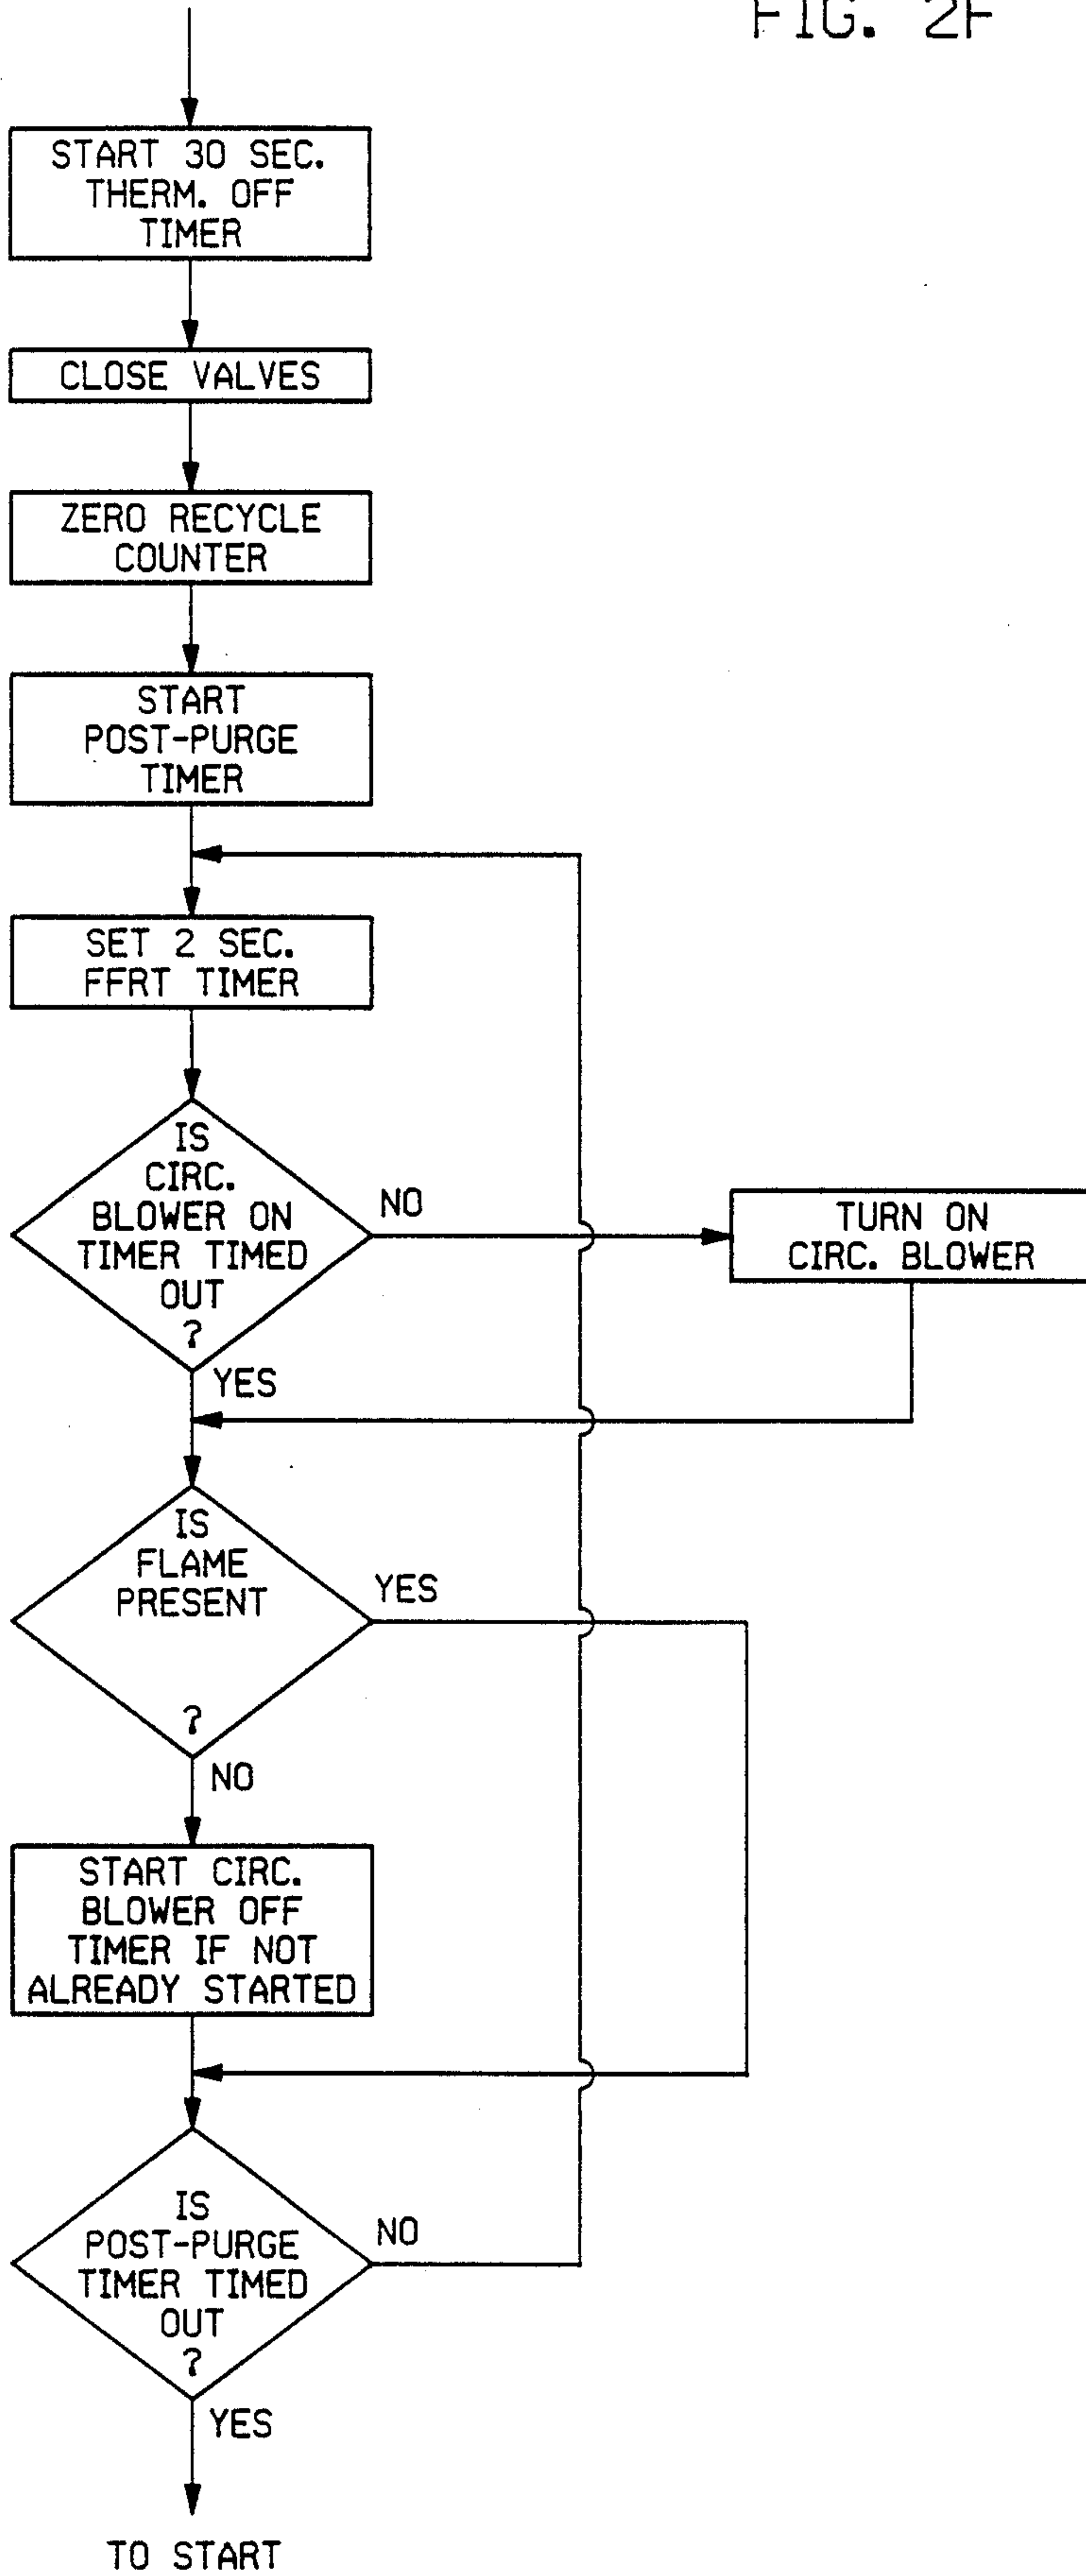 FIG. 2F
START 30 SEC.
THERM. OFF
TIMER
CLOSE VALVES
ZERO RECYCLE
COUNTER
START
POST-PURGE
TIMER
SET 2 SEC.
FFRT TIMER
IS
CIRC.
BLOWER ON
TIMER TIMED
OUT
?
NO
TURN ON
CIRC. BLOWER
YES
IS
FLAME
PRESENT
?
YES
NO
START CIRC.
BLOWER OFF
TIMER IF NOT
ALREADY STARTED
IS
POST-PURGE
TIMER TIMED
OUT
?
NO
YES
TO START